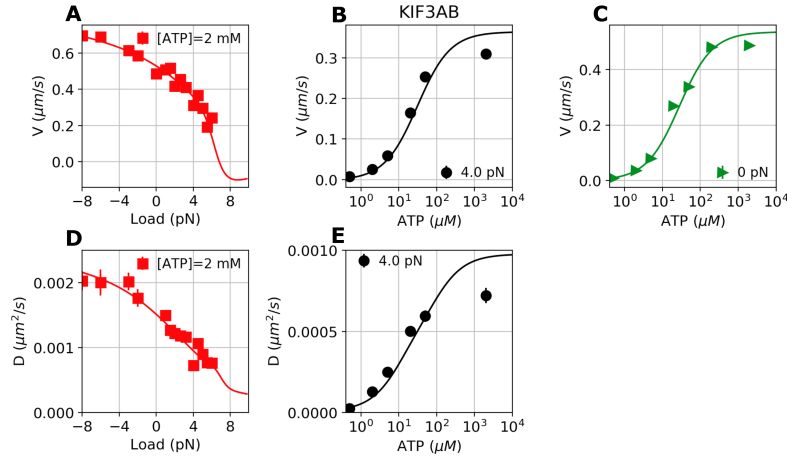 KIF3AB
A
[ATP]=2 mM
V (μm/s)
0.6
0.4
0.2
0.0
−8
−4
0
4
8
Load (pN)
B
4.0 pN
V (μm/s)
0.3
0.2
0.1
0.0
10⁰
10¹
10²
10³
10⁴
ATP (μM)
C
0 pN
V (μm/s)
0.4
0.2
0.0
10⁰
10¹
10²
10³
10⁴
ATP (μM)
D
[ATP]=2 mM
D (μm²/s)
0.002
0.001
0.000
−8
−4
0
4
8
Load (pN)
E
4.0 pN
D (μm²/s)
0.0010
0.0005
0.0000
10⁰
10¹
10²
10³
10⁴
ATP (μM)